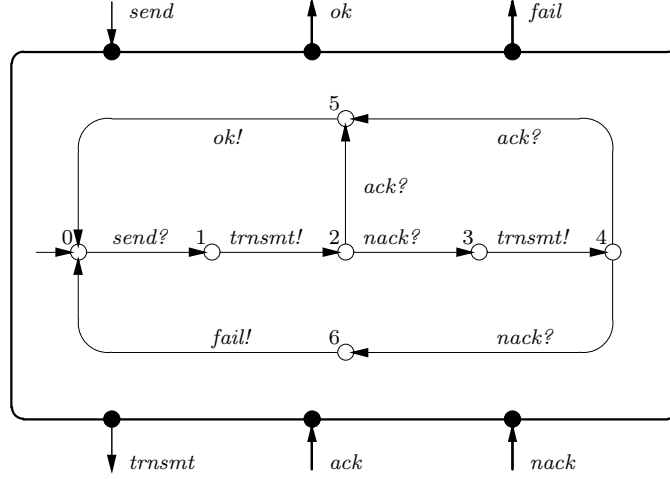 send ok fail
5
ok! ack?
ack?
0 send? 1 trnsmt! 2 nack? 3 trnsmt! 4
fail! 6 nack?
trnsmt ack nack